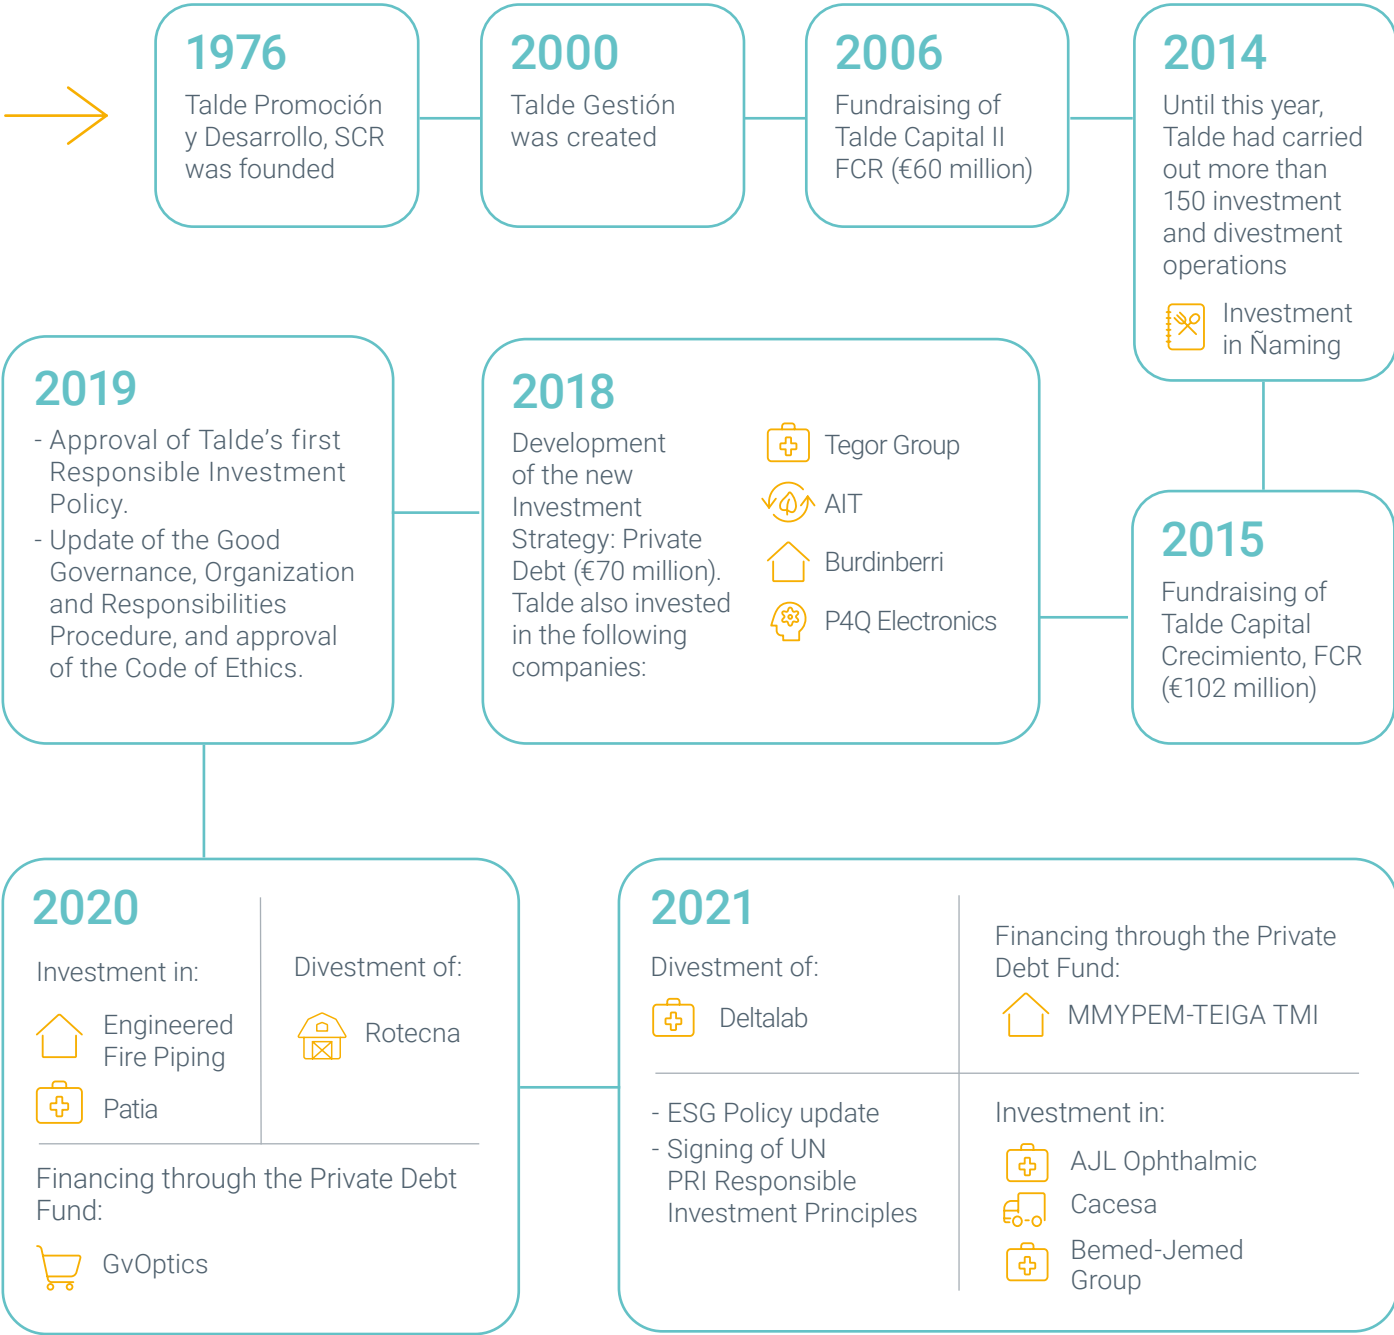 1976
Talde Promoción
y Desarrollo, SCR
was founded
2000
Talde Gestión
was created
2006
Fundraising of
Talde Capital II
FCR (€60 million)
2014
Until this year,
Talde had carried
out more than
150 investment
and divestment
operations
Investment
in Ñaming
2015
Fundraising of
Talde Capital
Crecimiento, FCR
(€102 million)
2018
Development
of the new
Investment
Strategy: Private
Debt (€70 million).
Talde also invested
in the following
companies:
Tegor Group
AIT
Burdinberri
P4Q Electronics
2019
- Approval of Talde’s first
Responsible Investment
Policy.
- Update of the Good
Governance, Organization
and Responsibilities
Procedure, and approval
of the Code of Ethics.
2020
Investment in:
Engineered
Fire Piping
Patia
Divestment of:
Rotecna
Financing through the Private Debt
Fund:
GvOptics
2021
Divestment of:
Deltalab
Financing through the Private
Debt Fund:
MMYPEM-TEIGA TMI
- ESG Policy update
- Signing of UN
PRI Responsible
Investment Principles
Investment in:
AJL Ophthalmic
Cacesa
Bemed-Jemed
Group